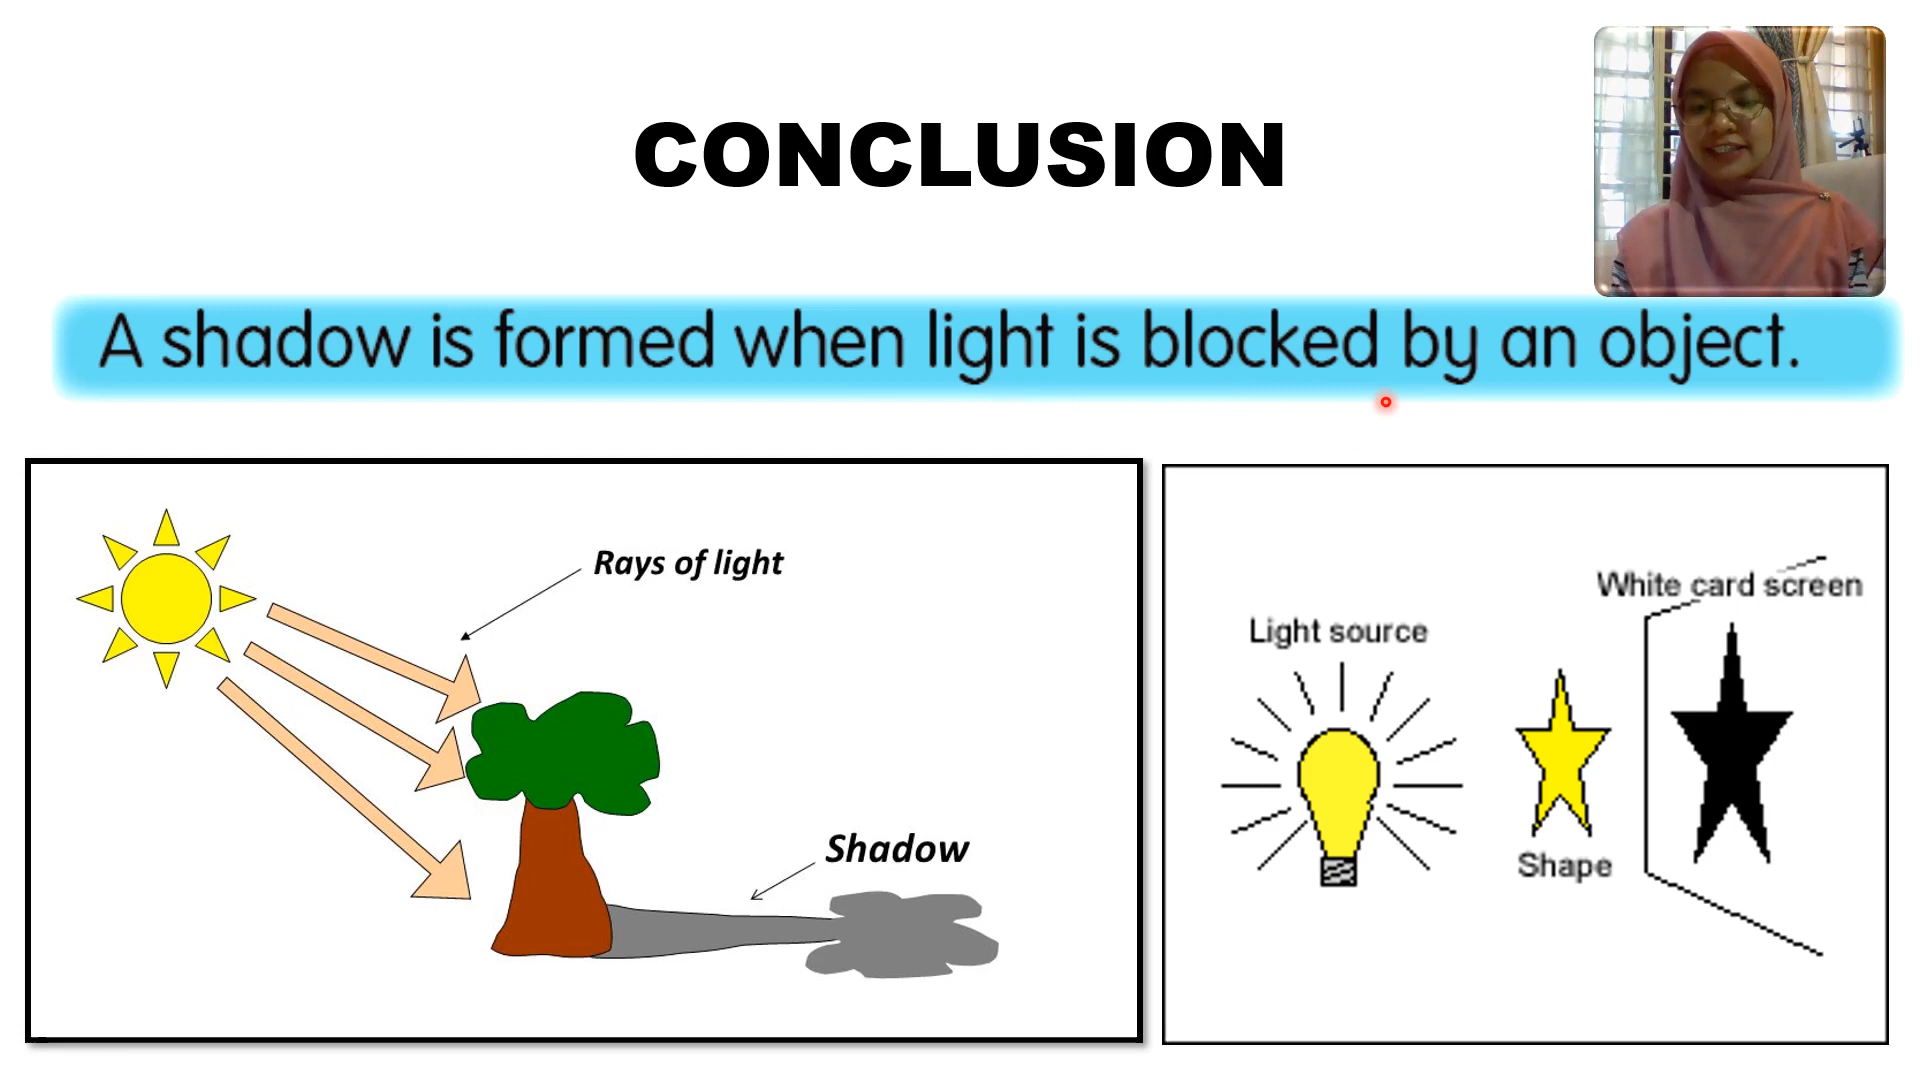 CONCLUSION
A shadow is formed when light is blocked by an object.
Rays of light
Shadow
White card screen
Light source
Shape